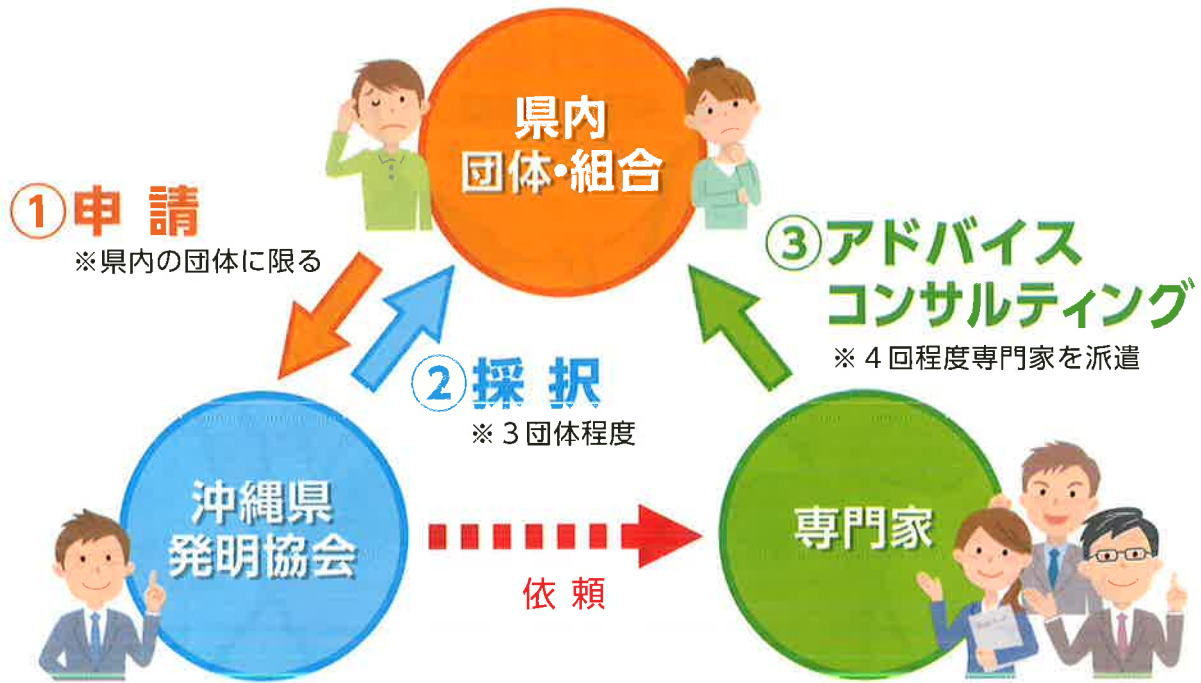 県内
団体・組合
①申 請
※県内の団体に限る
②採 択
※３団体程度
③アドバイス
コンサルティング
※４回程度専門家を派遣
沖縄県
発明協会
依 頼
専門家